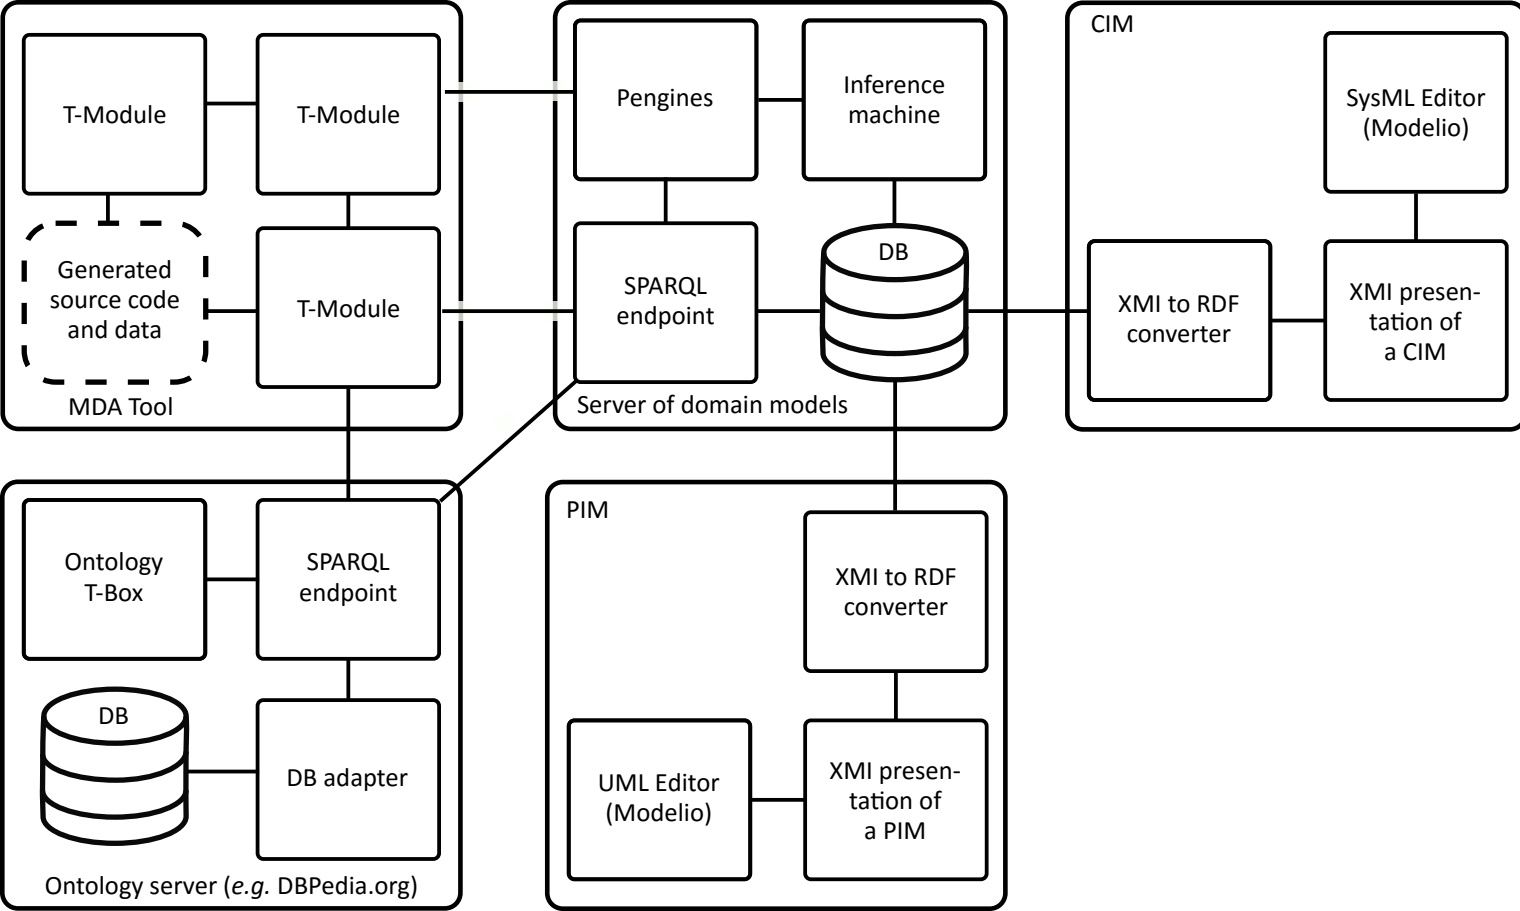 T-Module
T-Module
Generated
source code
and data
T-Module
MDA Tool
Pengines
Inference
machine
SPARQL
endpoint
DB
Server of domain models
CIM
SysML Editor
(Modelio)
XMI to RDF
converter
XMI presen-
tation of
a CIM
Ontology
T-Box
SPARQL
endpoint
DB
DB adapter
Ontology server (e.g. DBPedia.org)
PIM
XMI to RDF
converter
UML Editor
(Modelio)
XMI presen-
tation of
a PIM